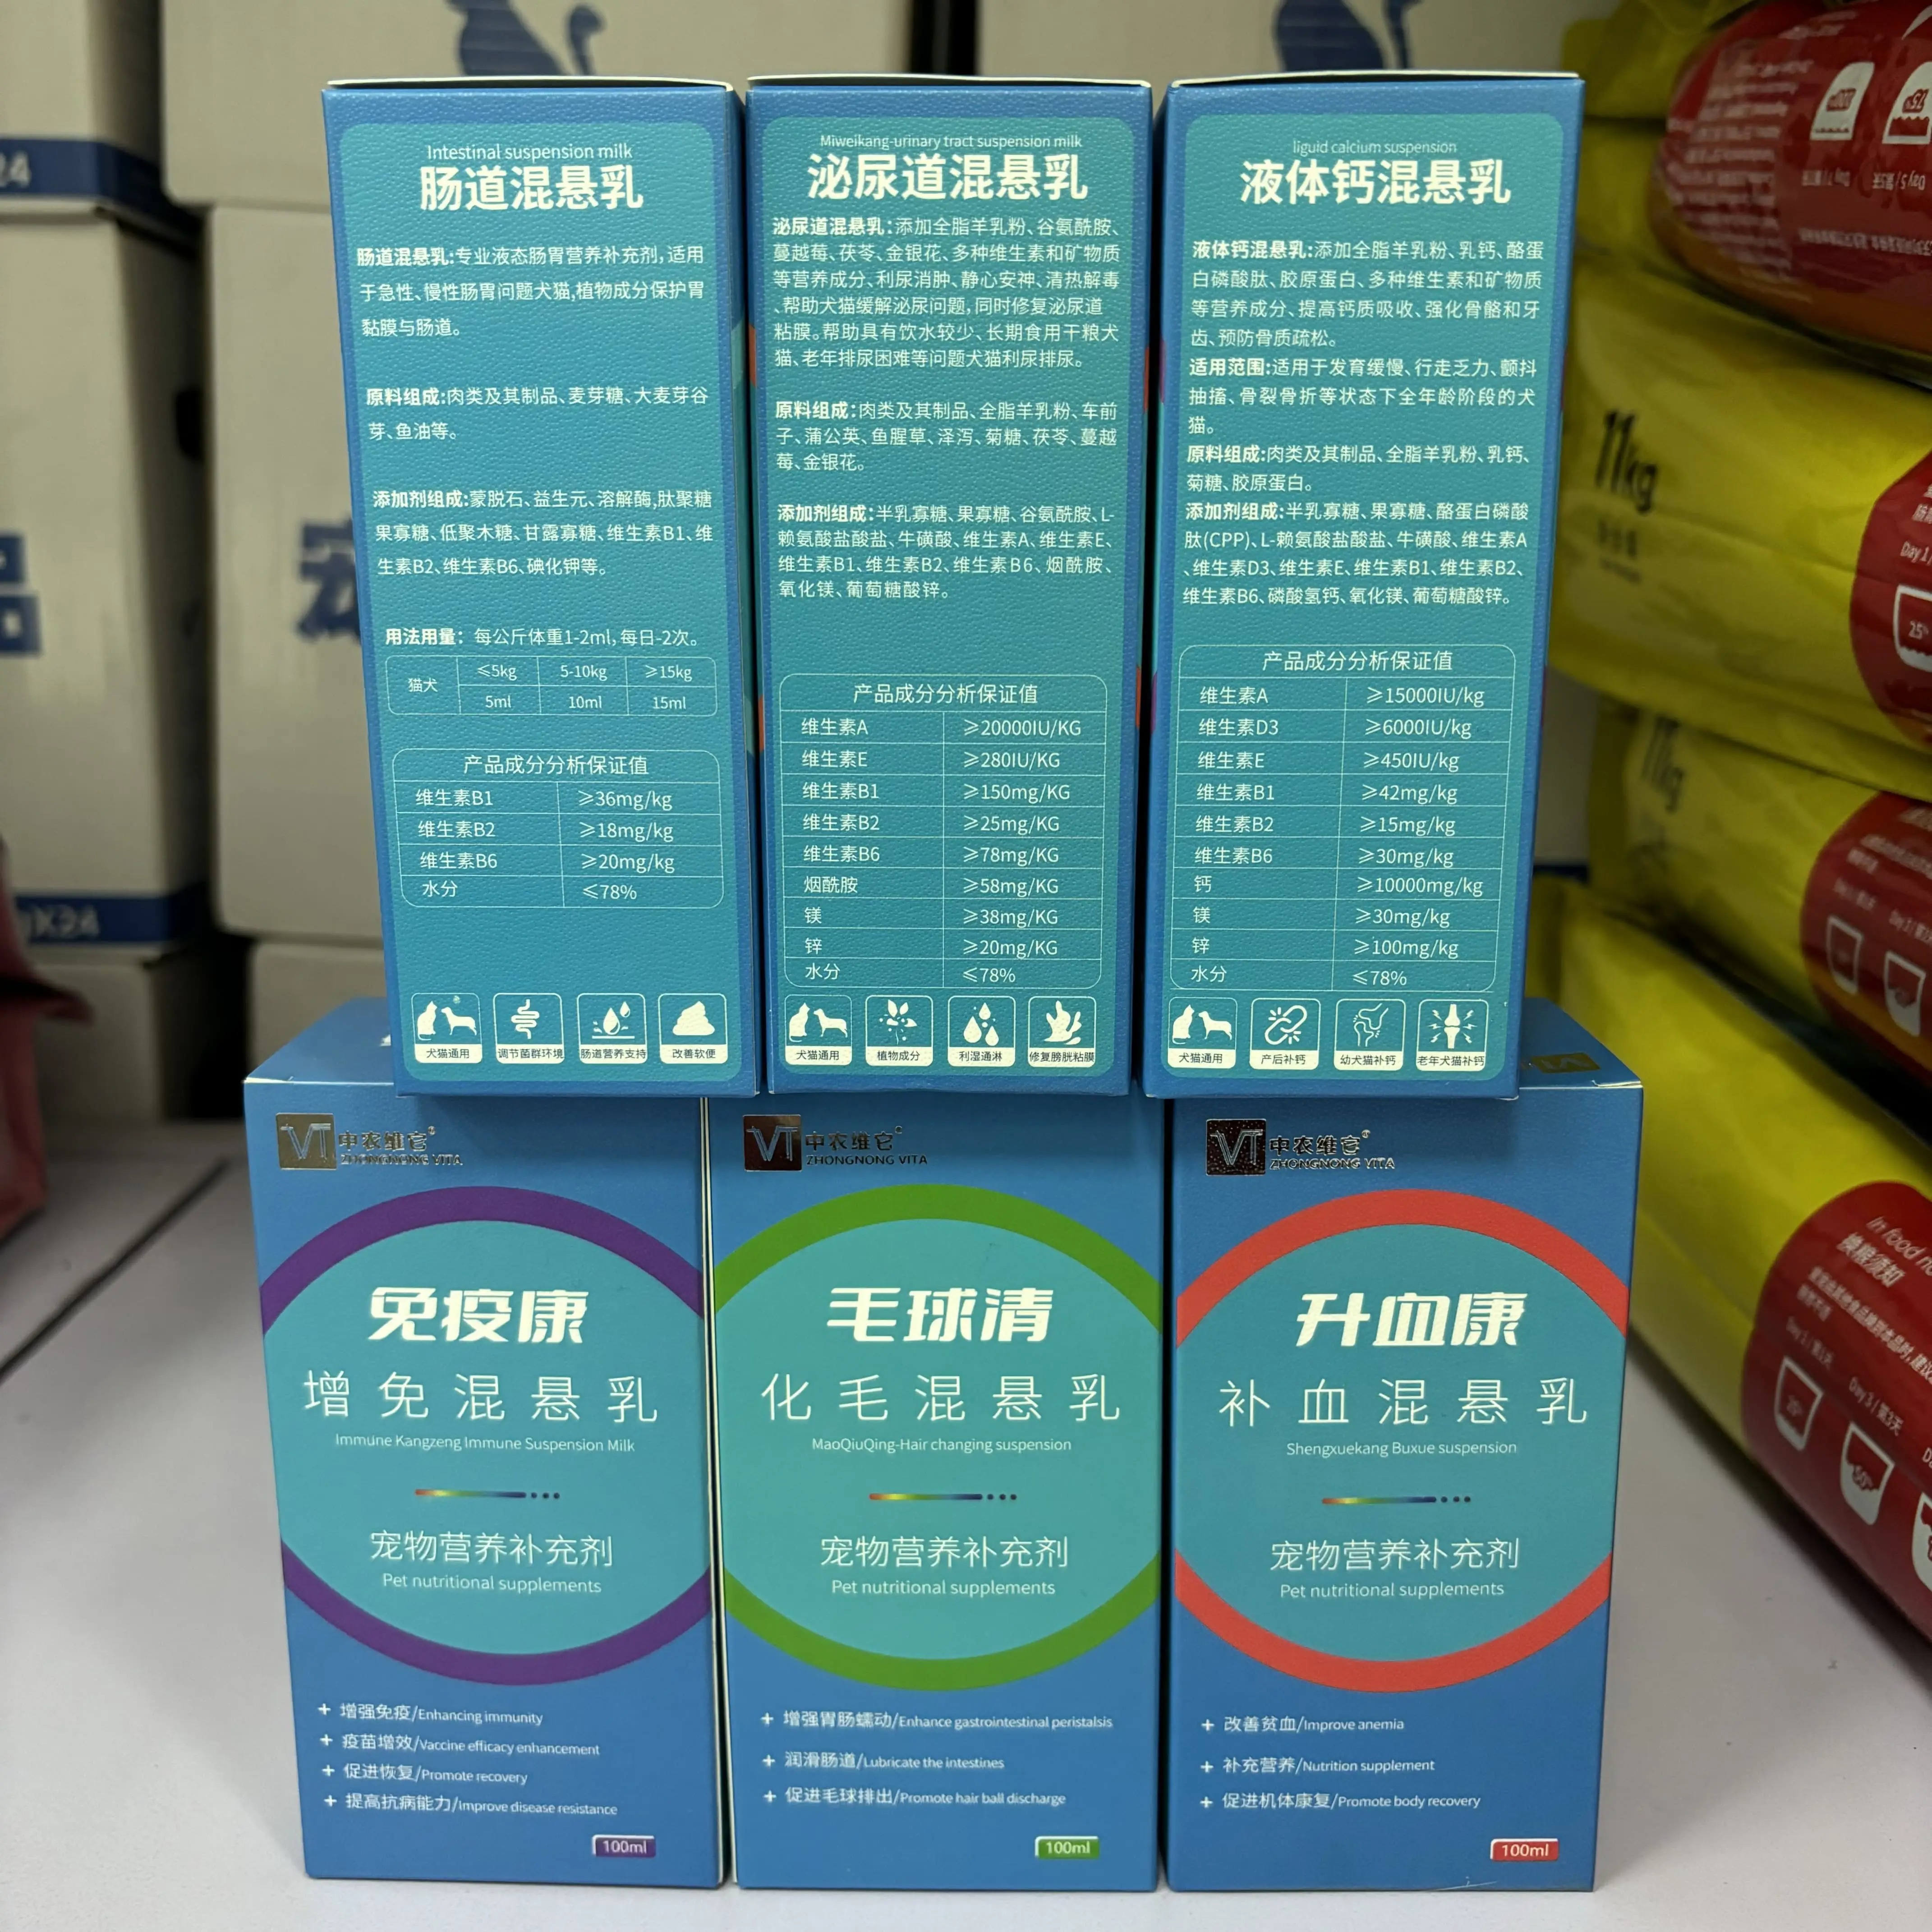 Intestinal suspension milk
肠道混悬乳
肠道混悬乳:专业液态肠胃营养补充剂,适用
于急性、慢性肠胃问题犬猫,植物成分保护胃
黏膜与肠道。
原料组成:肉类及其制品、麦芽糖、大麦芽谷
芽、鱼油等。
添加剂组成:蒙脱石、益生元、溶解酶,肽聚糖
果寡糖、低聚木糖、甘露寡糖、维生素B1、维
生素B2、维生素B6、碘化钾等。
用法用量: 每公斤体重1-2ml,每日-2次。
猫犬 ≤5kg 5-10kg ≥15kg
5ml 10ml 15ml
产品成分分析保证值
维生素B1 ≥36mg/kg
维生素B2 ≥18mg/kg
维生素B6 ≥20mg/kg
水分 ≤78%
犬猫通用 调节菌群环境 肠道营养支持 改善软便
Miweikang-urinary tract suspension milk
泌尿道混悬乳
泌尿道混悬乳:添加全脂羊乳粉、谷氨酰胺、
蔓越莓、茯苓、金银花、多种维生素和矿物质
等营养成分、利尿消肿、静心安神、清热解毒
、帮助犬猫缓解泌尿问题,同时修复泌尿道
粘膜。帮助具有饮水较少、长期食用干粮犬
猫、老年排尿困难等问题犬猫利尿排尿。
原料组成:肉类及其制品、全脂羊乳粉、车前
子、蒲公英、鱼腥草、泽泻、菊糖、茯苓、蔓越
莓、金银花。
添加剂组成:半乳寡糖、果寡糖、谷氨酰胺、L-
赖氨酸盐酸盐、牛磺酸、维生素A、维生素E、
维生素B1、维生素B2、维生素B6、烟酰胺、
氧化镁、葡萄糖酸锌。
产品成分分析保证值
维生素A ≥20000IU/KG
维生素E ≥280IU/KG
维生素B1 ≥150mg/KG
维生素B2 ≥25mg/KG
维生素B6 ≥78mg/KG
烟酰胺 ≥58mg/KG
镁 ≥38mg/KG
锌 ≥20mg/KG
水分 ≤78%
犬猫通用 植物成分 利湿通淋 修复膀胱粘膜
liguid calcium suspension
液体钙混悬乳
液体钙混悬乳:添加全脂羊乳粉、乳钙、酪蛋
白磷酸肽、胶原蛋白、多种维生素和矿物质
等营养成分、提高钙质吸收、强化骨骼和牙
齿、预防骨质疏松。
适用范围:适用于发育缓慢、行走乏力、颤抖
抽搐、骨裂骨折等状态下全年龄阶段的犬
猫。
原料组成:肉类及其制品、全脂羊乳粉、乳钙、
菊糖、胶原蛋白。
添加剂组成:半乳寡糖、果寡糖、酪蛋白磷酸
肽(CPP)、L-赖氨酸盐酸盐、牛磺酸、维生素A
、维生素D3、维生素E、维生素B1、维生素B2、
维生素B6、磷酸氢钙、氧化镁、葡萄糖酸锌。
产品成分分析保证值
维生素A ≥15000IU/kg
维生素D3 ≥6000IU/kg
维生素E ≥450IU/kg
维生素B1 ≥42mg/kg
维生素B2 ≥15mg/kg
维生素B6 ≥30mg/kg
钙 ≥10000mg/kg
镁 ≥30mg/kg
锌 ≥100mg/kg
水分 ≤78%
犬猫通用 产后补钙 幼犬猫补钙 老年犬猫补钙
VT 中农维它®
ZHONGNONG VITA
免疫康
增免混悬乳
Immune Kangzeng Immune Suspension Milk
宠物营养补充剂
Pet nutritional supplements
+ 增强免疫/Enhancing immunity
+ 疫苗增效/Vaccine efficacy enhancement
+ 促进恢复/Promote recovery
+ 提高抗病能力/Improve disease resistance
100ml
VT 中农维它®
ZHONGNONG VITA
毛球清
化毛混悬乳
MaoQiuQing-Hair changing suspension
宠物营养补充剂
Pet nutritional supplements
+ 增强胃肠蠕动/Enhance gastrointestinal peristalsis
+ 润滑肠道/Lubricate the intestines
+ 促进毛球排出/Promote hair ball discharge
100ml
VT 中农维它®
ZHONGNONG VITA
升血康
补血混悬乳
Shengxuekang Buxue suspension
宠物营养补充剂
Pet nutritional supplements
+ 改善贫血/Improve anemia
+ 补充营养/Nutrition supplement
+ 促进机体康复/Promote body recovery
100ml
11kg